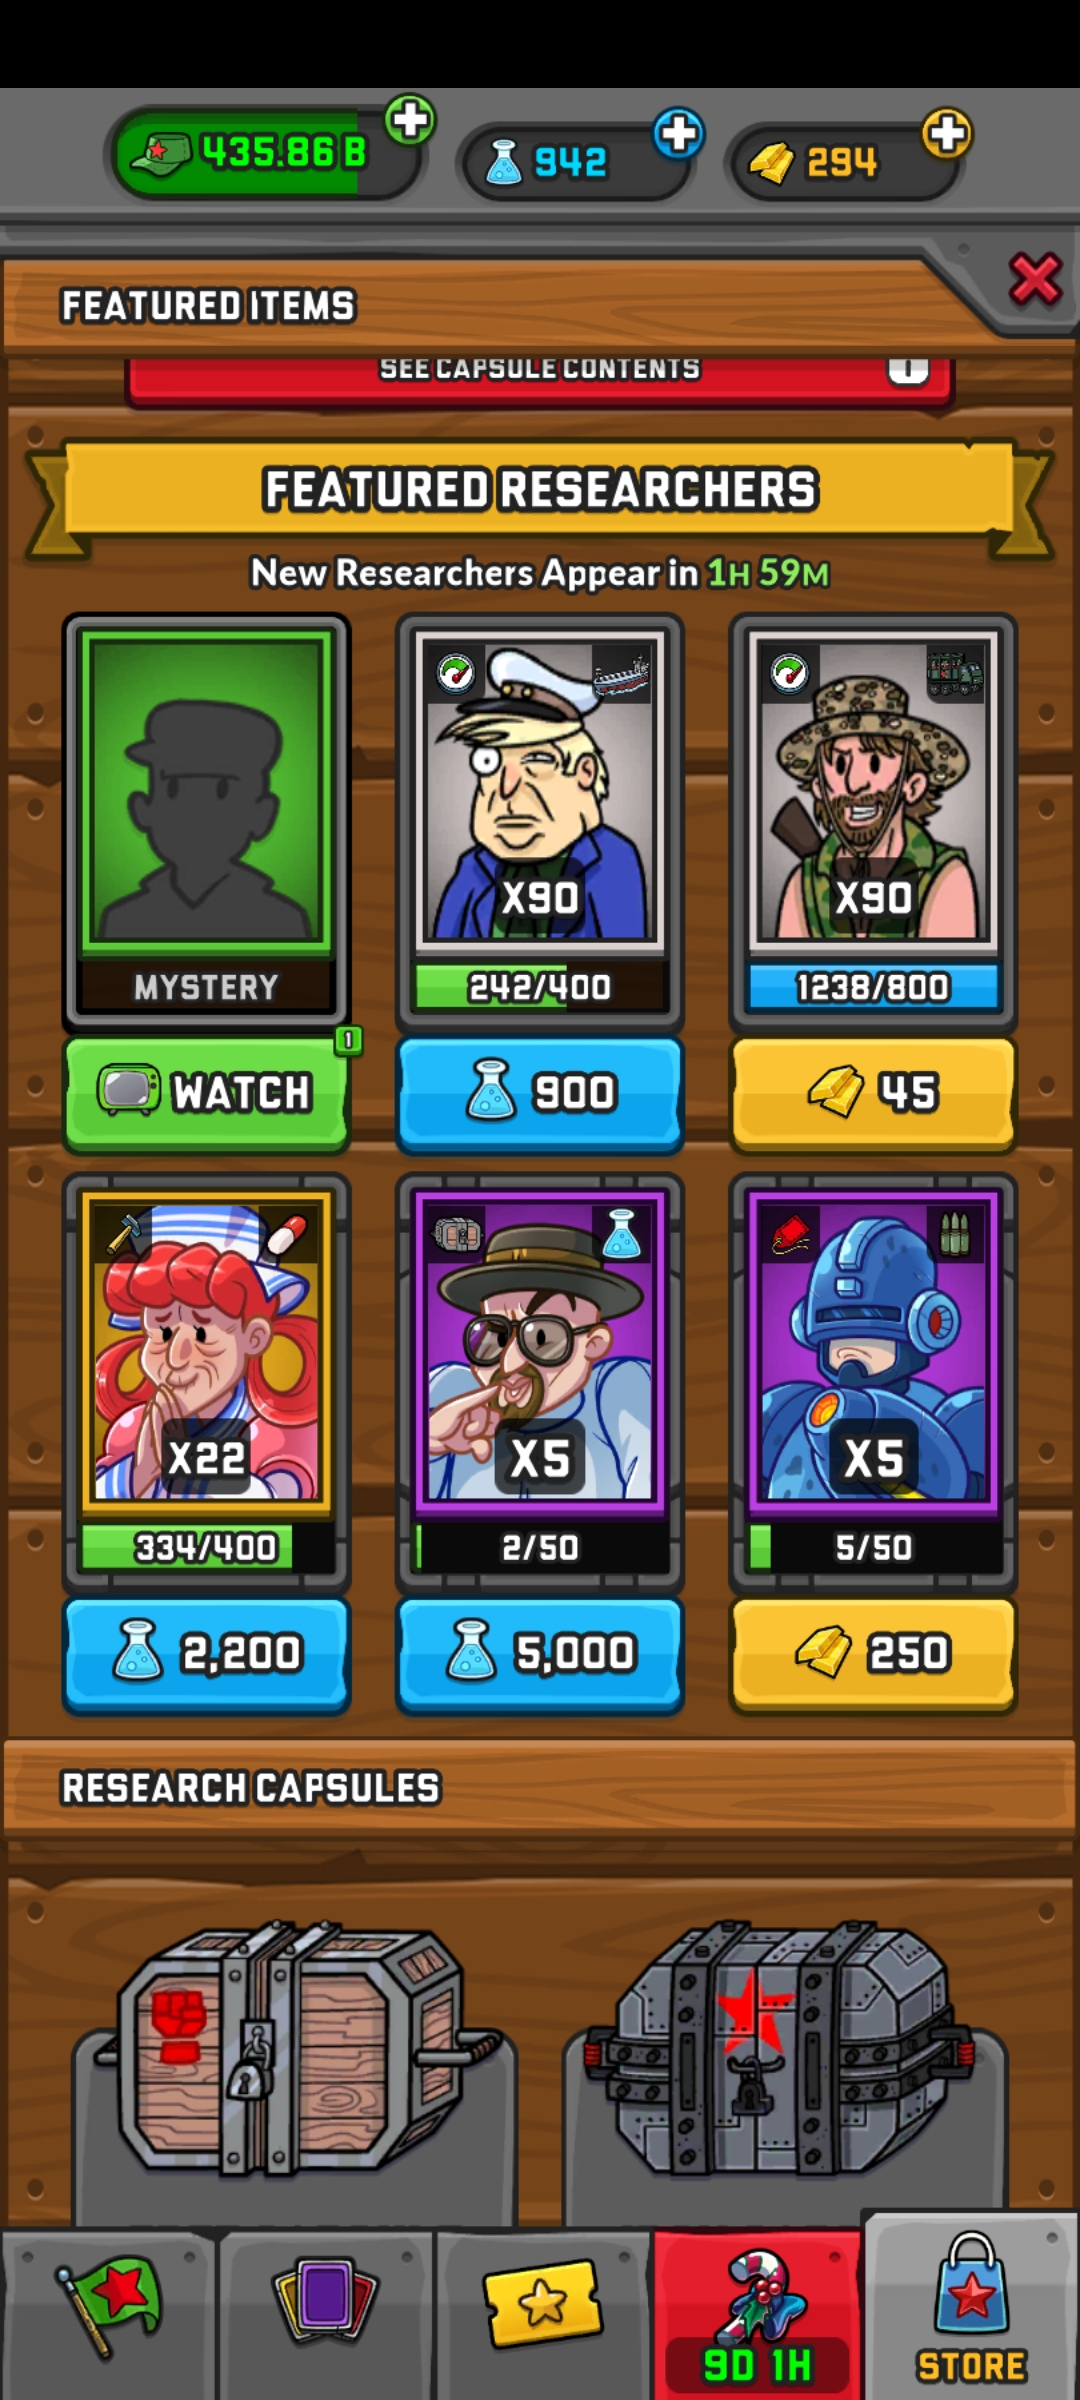 435.86 B
942
294
FEATURED ITEMS
SEE CAPSULE CONTENTS
FEATURED RESEARCHERS
New Researchers Appear in 1H 59M
X90
X90
MYSTERY
242/400
1238/800
1
WATCH
900
45
X22
X5
X5
334/400
2/50
5/50
2,200
5,000
250
RESEARCH CAPSULES
9D 1H
STORE